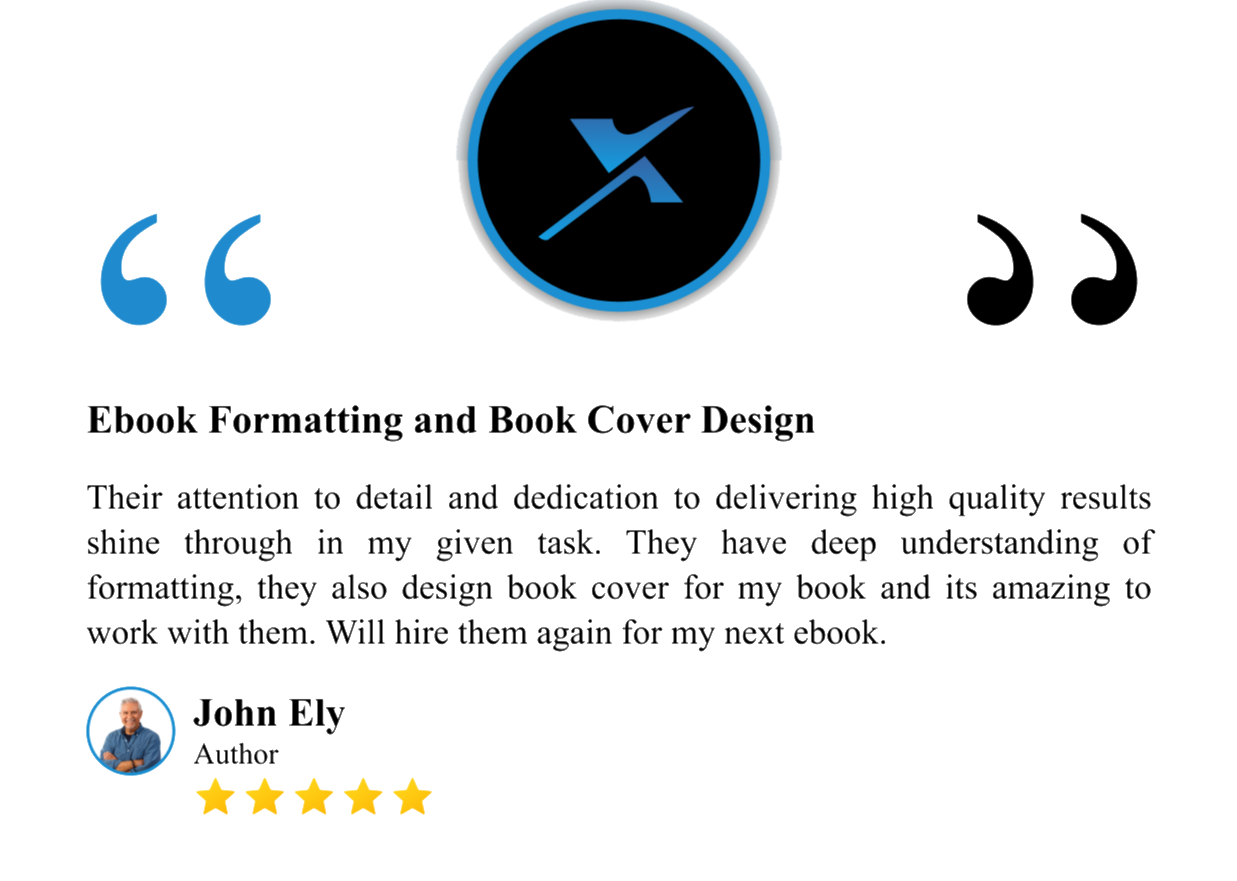 Ebook Formatting and Book Cover Design
Their attention to detail and dedication to delivering high quality results
shine through in my given task. They have deep understanding of
formatting, they also design book cover for my book and its amazing to
work with them. Will hire them again for my next ebook.
John Ely
Author